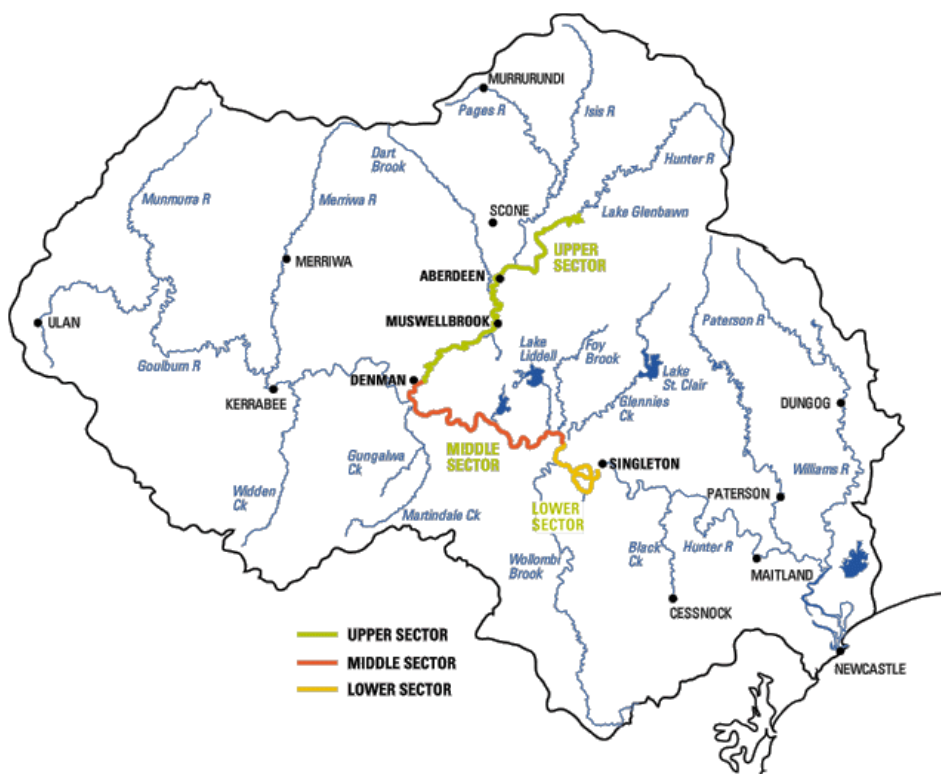 MURRURUNDI
Pages R
Isis R
Dart
Brook
Hunter R
Munmurra R
Merriwa R
SCONE
Lake Glenbawn
UPPER
SECTOR
MERRIWA
ABERDEEN
ULAN
MUSWELLBROOK
Paterson R
Lake
Liddell
Foy
Brook
Goulburn R
DENMAN
Lake
St. Clair
KERRABEE
Glennies
Ck
DUNGOG
MIDDLE
SECTOR
Gungalwa
Ck
SINGLETON
Williams R
Widden
Ck
PATERSON
LOWER
SECTOR
Martindale Ck
Black
Ck
Hunter R
Wollombi
Brook
MAITLAND
CESSNOCK
UPPER SECTOR
MIDDLE SECTOR
LOWER SECTOR
NEWCASTLE